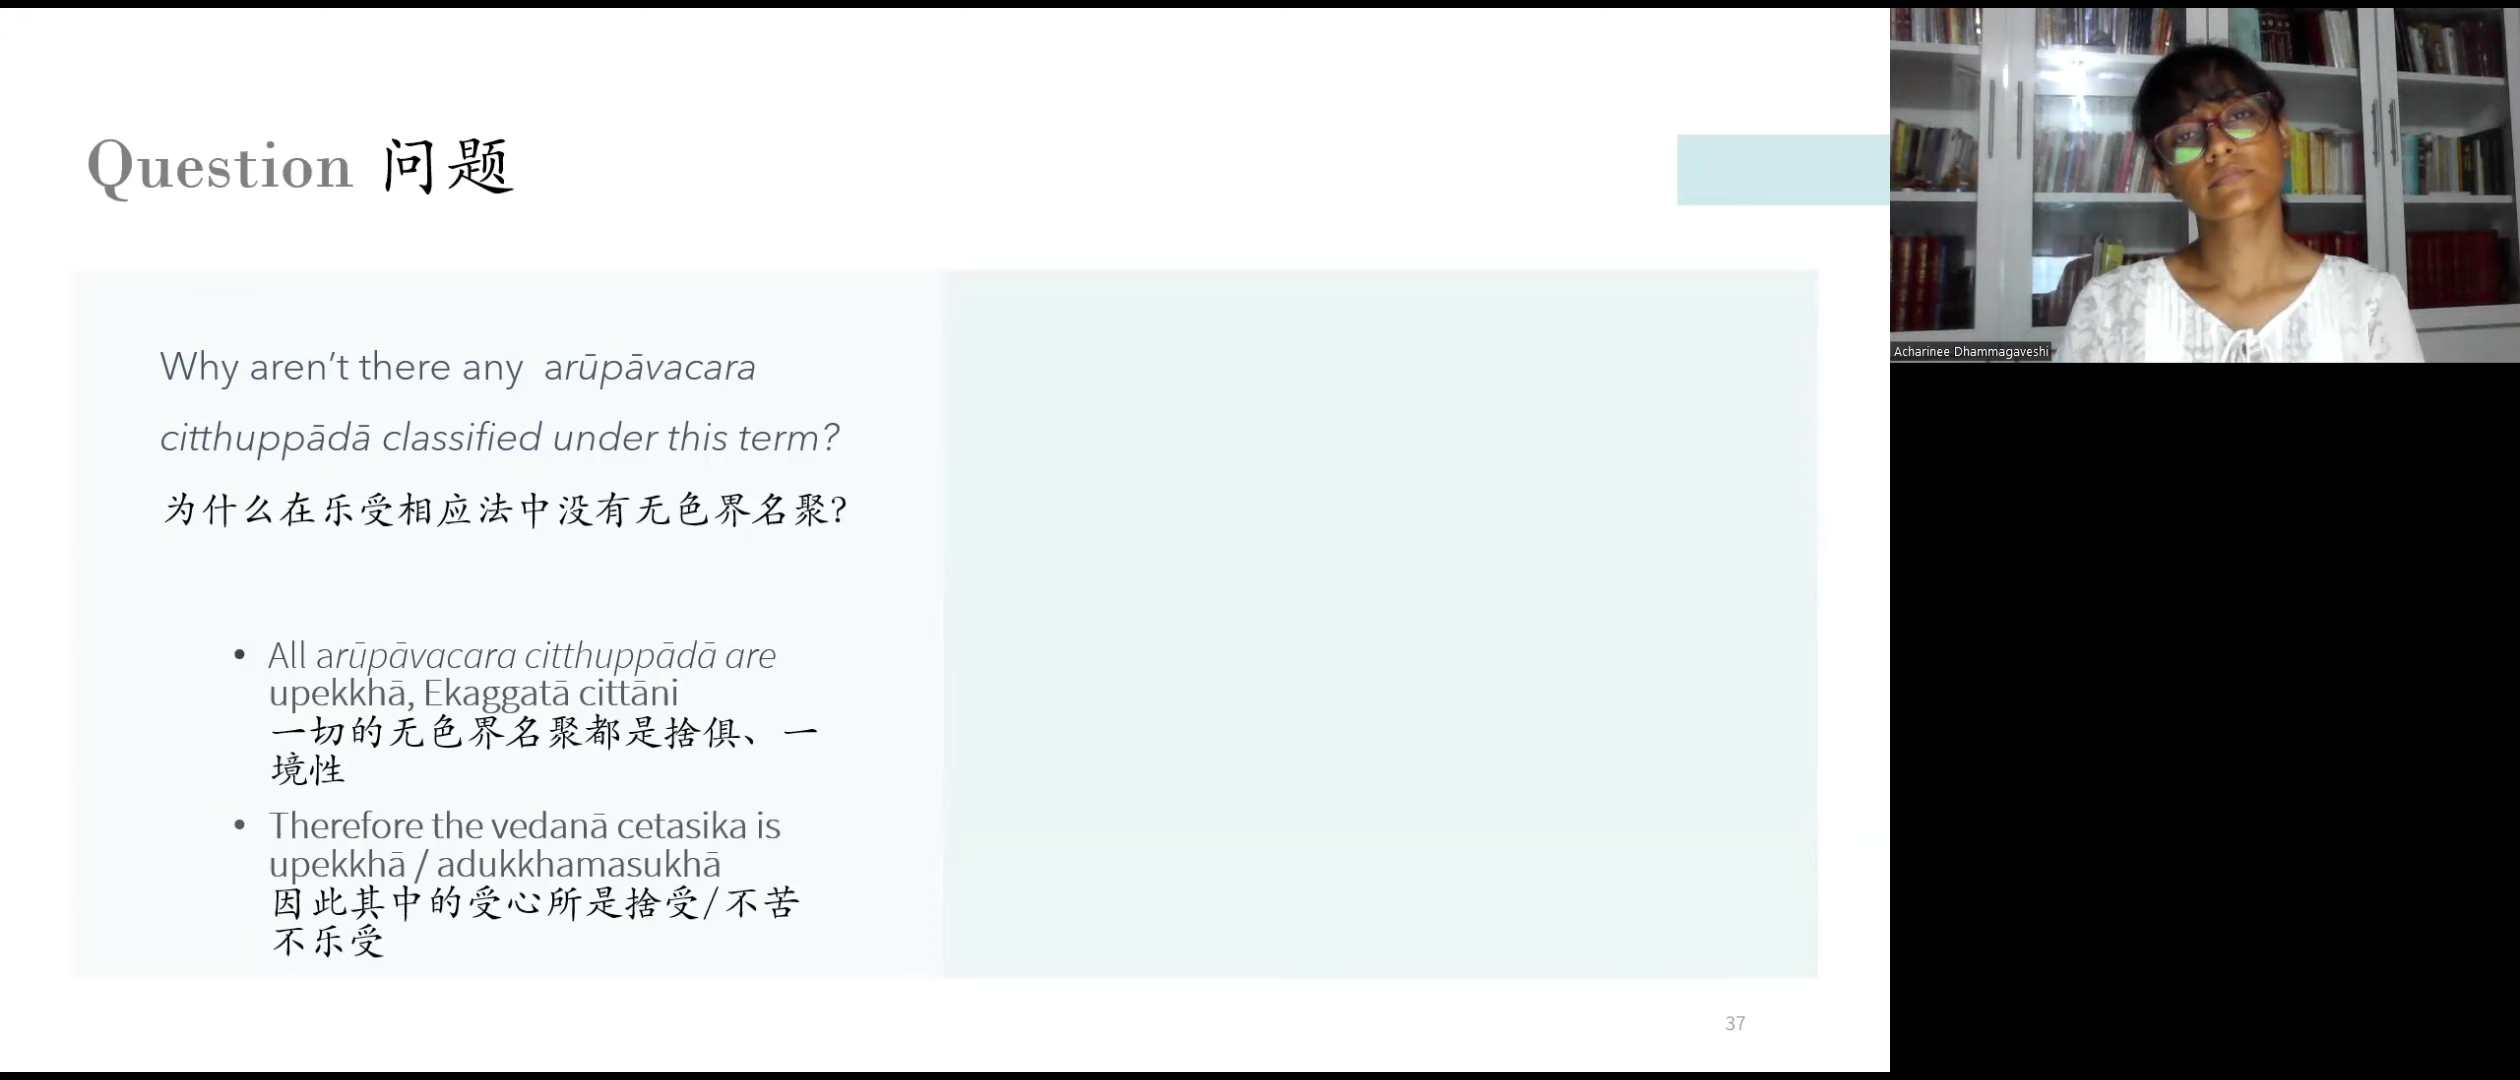 Question 问题
Why aren't there any arūpāvacara
citthuppādā classified under this term?
为什么在乐受相应法中没有无色界名聚?
• All arūpāvacara citthuppādā are
upekkhā, Ekaggatā cittāni
一切的无色界名聚都是捨俱、一
境性
• Therefore the vedanā cetasika is
upekkhā / adukkhamasukhā
因此其中的受心所是捨受/不苦
不乐受
37
Acharinee Dhammagaveshi